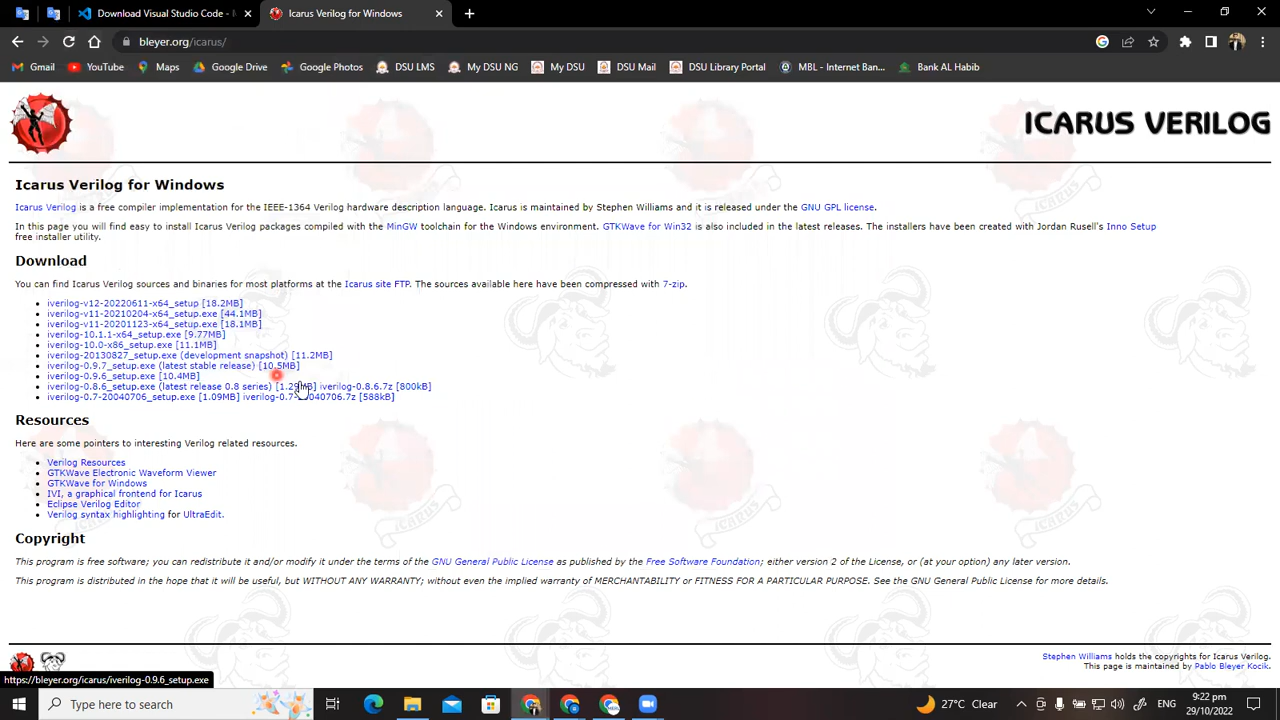 Download Visual Studio Code -
Icarus Verilog for Windows
bleyer.org/icarus/
Gmail
YouTube
Maps
Google Drive
Google Photos
DSU LMS
My DSU NG
My DSU
DSU Mail
DSU Library Portal
MBL - Internet Ban...
Bank AL Habib
ICARUS VERILOG
Icarus Verilog for Windows
Icarus Verilog is a free compiler implementation for the IEEE-1364 Verilog hardware description language. Icarus is maintained by Stephen Williams and it is released under the GNU GPL license.
In this page you will find easy to install Icarus Verilog packages compiled with the MinGW toolchain for the Windows environment. GTKWave for Win32 is also included in the latest releases. The installers have been created with Jordan Rusell's Inno Setup
free installer utility.
Download
You can find Icarus Verilog sources and binaries for most platforms at the Icarus site FTP. The sources available here have been compressed with 7-zip.
iverilog-v12-20220611-x64_setup [18.2MB]
iverilog-v11-20210204-x64_setup.exe [44.1MB]
iverilog-v11-20201123-x64_setup.exe [18.1MB]
iverilog-10.1.1-x64_setup.exe [9.77MB]
iverilog-10.0-x86_setup.exe [11.1MB]
iverilog-20130827_setup.exe (development snapshot) [11.2MB]
iverilog-0.9.7_setup.exe (latest stable release) [10.5MB]
iverilog-0.9.6_setup.exe [10.4MB]
iverilog-0.8.6_setup.exe (latest release 0.8 series) [1.29MB] iverilog-0.8.6.7z [800kB]
iverilog-0.7-20040706_setup.exe [1.09MB] iverilog-0.7-20040706.7z [588kB]
Resources
Here are some pointers to interesting Verilog related resources.
Verilog Resources
GTKWave Electronic Waveform Viewer
GTKWave for Windows
IVI, a graphical frontend for Icarus
Eclipse Verilog Editor
Verilog syntax highlighting for UltraEdit.
Copyright
This program is free software; you can redistribute it and/or modify it under the terms of the GNU General Public License as published by the Free Software Foundation; either version 2 of the License, or (at your option) any later version.
This program is distributed in the hope that it will be useful, but WITHOUT ANY WARRANTY; without even the implied warranty of MERCHANTABILITY or FITNESS FOR A PARTICULAR PURPOSE. See the GNU General Public License for more details.
Stephen Williams holds the copyrights for Icarus Verilog.
This page is maintained by Pablo Bleyer Kocik.
https://bleyer.org/icarus/iverilog-0.9.6_setup.exe
Type here to search
27°C Clear
ENG
9:22 pm
29/10/2022
ICARUS
ICARUS
ICARUS
ICARUS
ICARUS
ICARUS
ICARUS